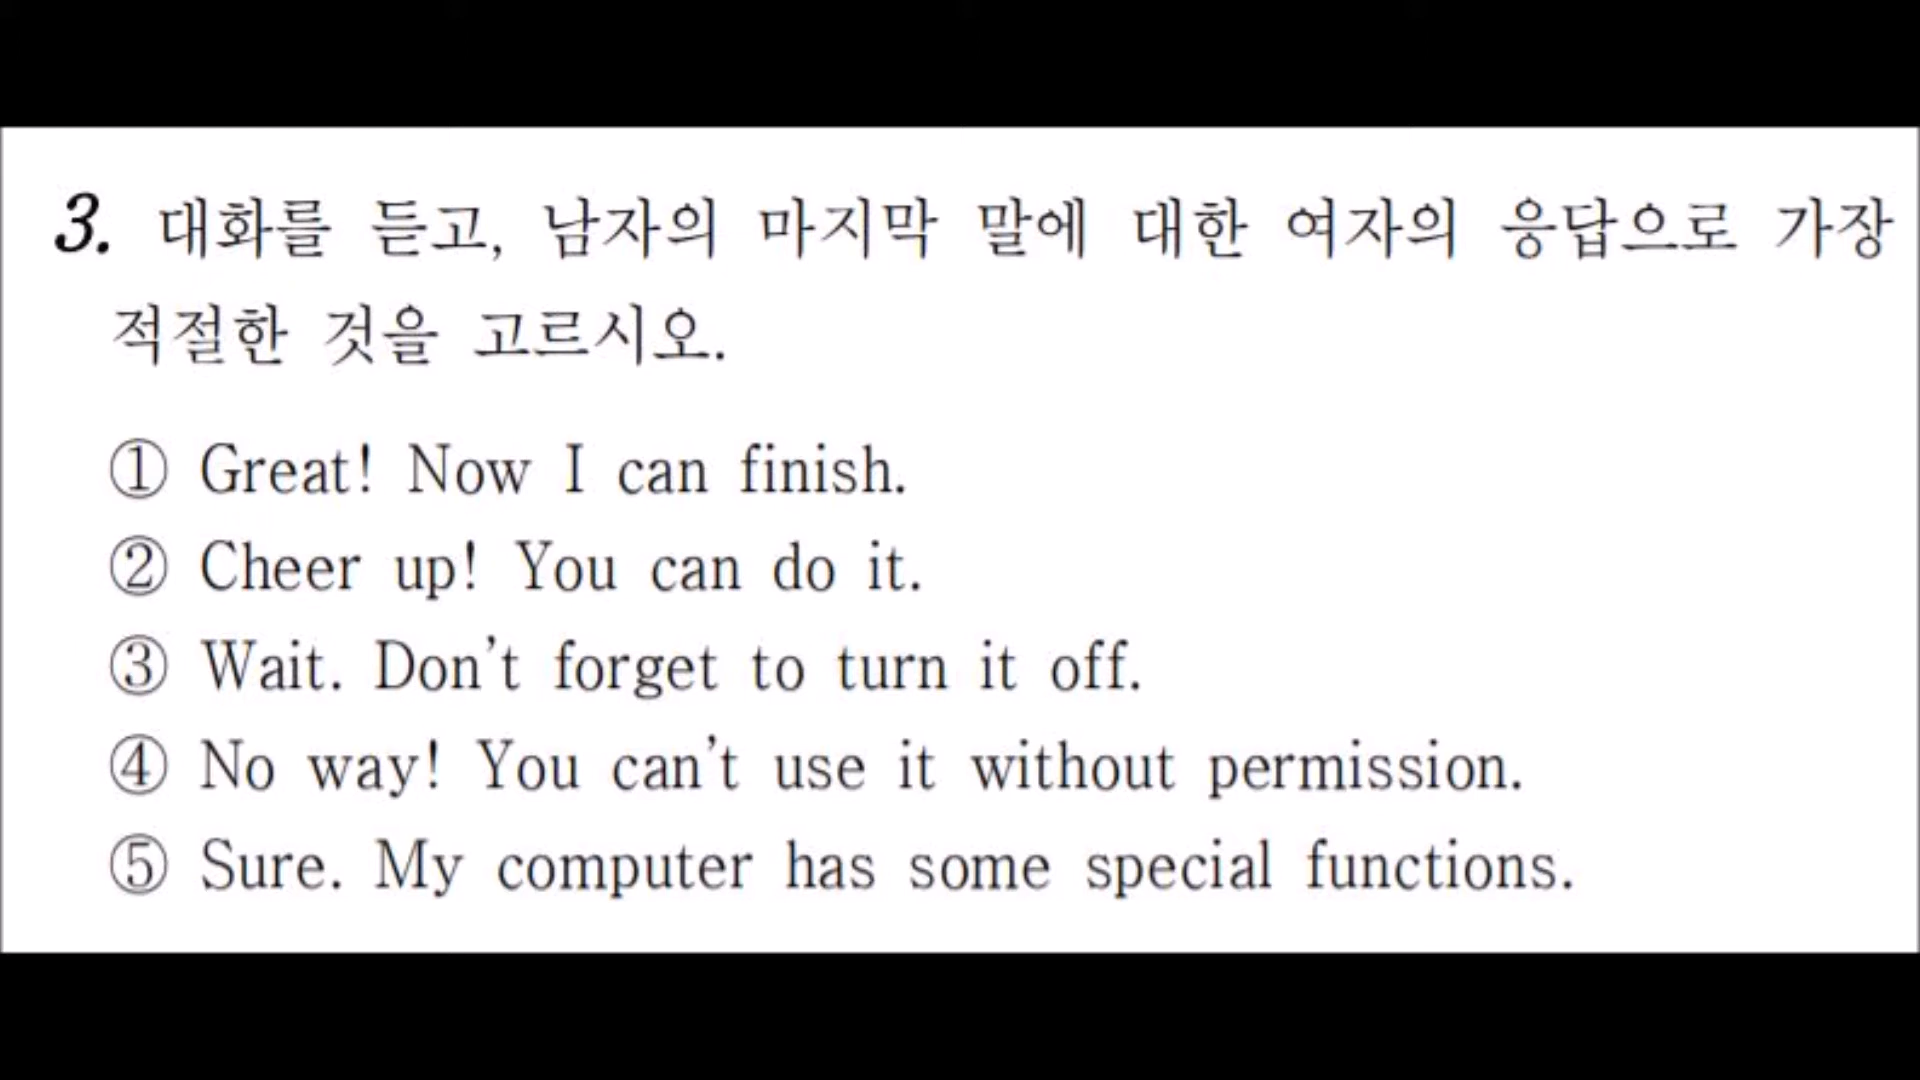 3. 대화를 듣고, 남자의 마지막 말에 대한 여자의 응답으로 가장
적절한 것을 고르시오.
① Great! Now I can finish.
② Cheer up! You can do it.
③ Wait. Don't forget to turn it off.
④ No way! You can't use it without permission.
⑤ Sure. My computer has some special functions.